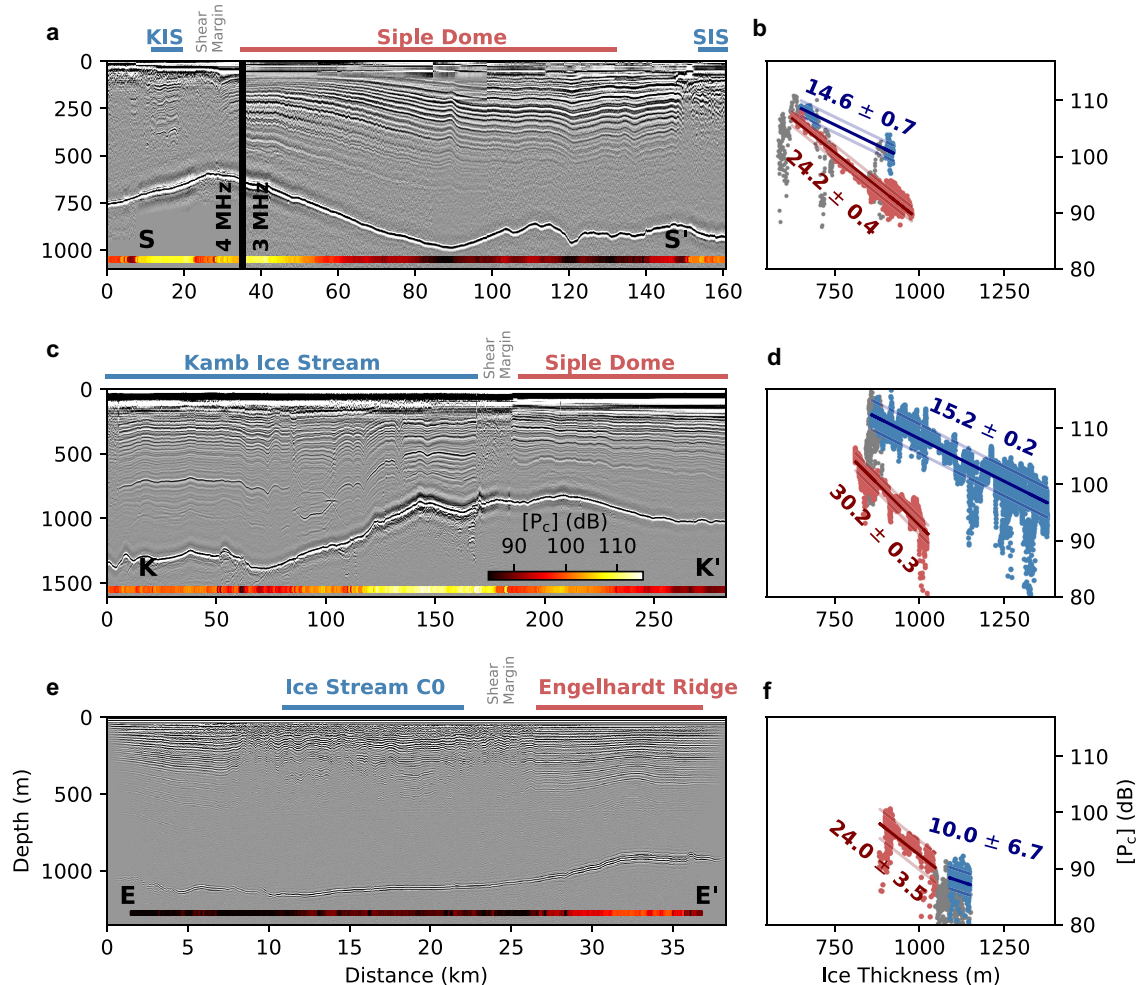 a
KIS
Shear
Margin
Siple Dome
SIS
0
250
500
750
1000
S
4 MHz
3 MHz
S'
0
20
40
60
80
100
120
140
160
b
14.6 ± 0.7
24.2 ± 0.4
110
100
90
80
750
1000
1250
c
Kamb Ice Stream
Shear
Margin
Siple Dome
0
500
1000
1500
[Pc] (dB)
90
100
110
K
K'
0
50
100
150
200
250
d
15.2 ± 0.2
30.2 ± 0.3
110
100
90
80
750
1000
1250
e
Ice Stream C0
Shear
Margin
Engelhardt Ridge
0
500
1000
Depth (m)
E
E'
0
5
10
15
20
25
30
35
Distance (km)
f
24.0 ± 3.5
10.0 ± 6.7
110
100
90
80
[Pc] (dB)
750
1000
1250
Ice Thickness (m)